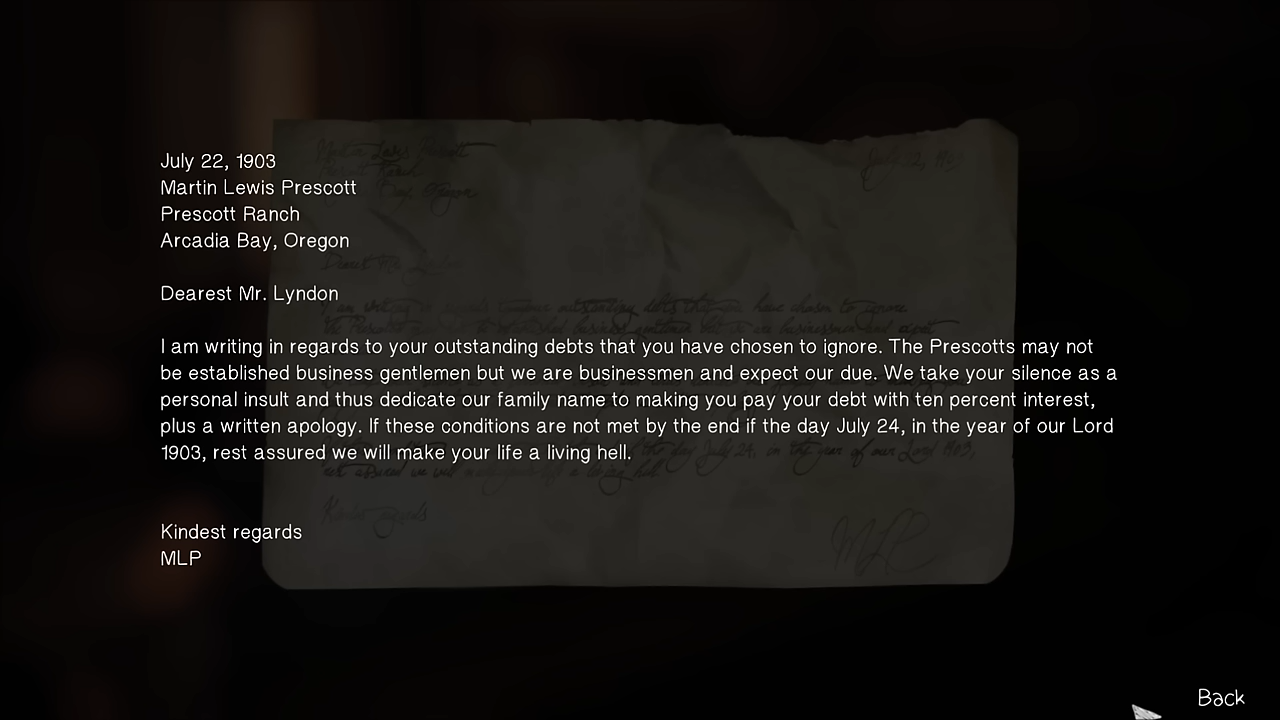 July 22, 1903
Martin Lewis Prescott
Prescott Ranch
Arcadia Bay, Oregon
Dearest Mr. Lyndon
I am writing in regards to your outstanding debts that you have chosen to ignore. The Prescotts may not
be established business gentlemen but we are businessmen and expect our due. We take your silence as a
personal insult and thus dedicate our family name to making you pay your debt with ten percent interest,
plus a written apology. If these conditions are not met by the end if the day July 24, in the year of our Lord
1903, rest assured we will make your life a living hell.
Kindest regards
MLP
Back